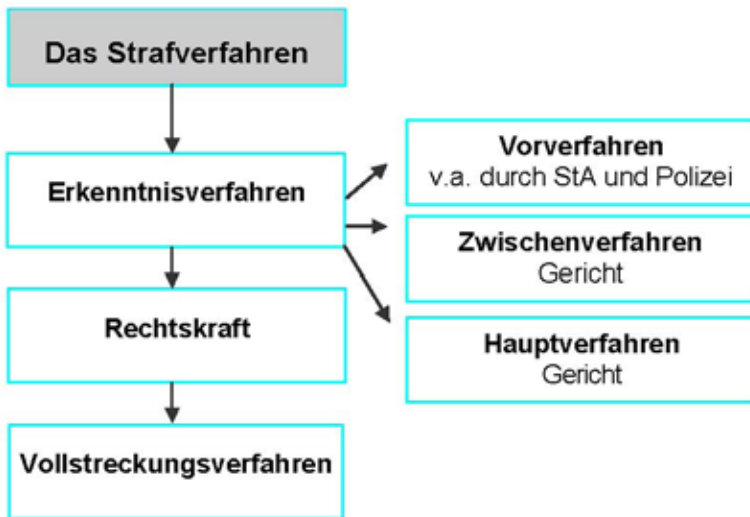 Das Strafverfahren
Erkenntnisverfahren
Rechtskraft
Vollstreckungsverfahren
Vorverfahren
v.a. durch StA und Polizei
Zwischenverfahren
Gericht
Hauptverfahren
Gericht